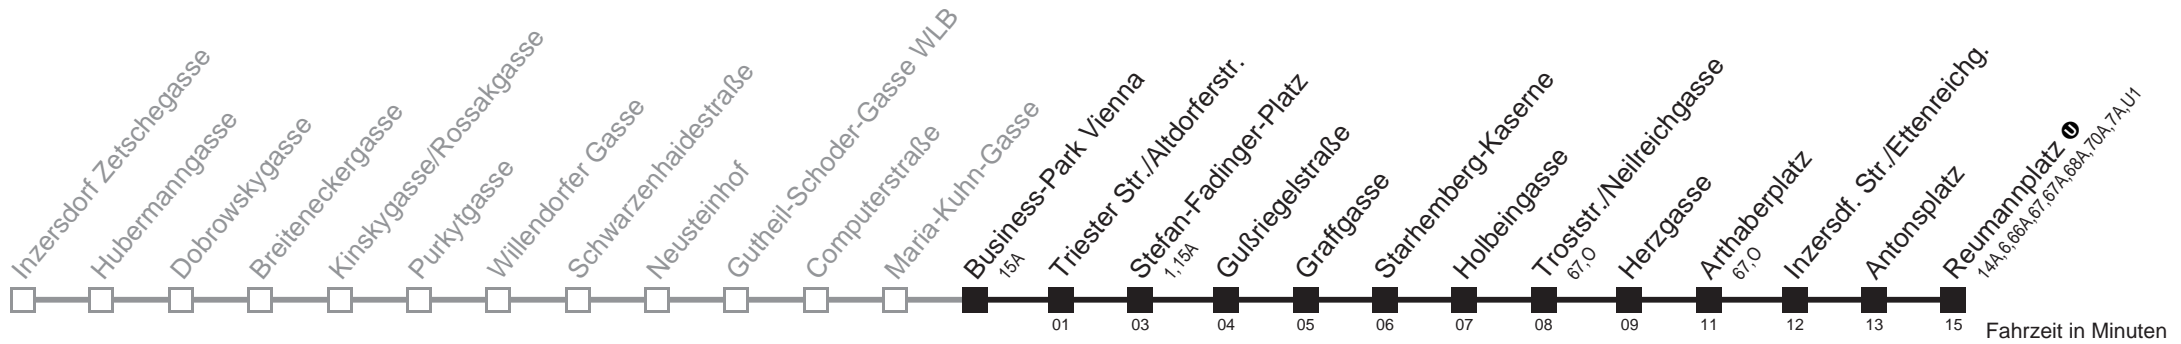 Inzersdorf Zetschegasse
Hubermanngasse
Dobrowskygasse
Breiteneckergasse
Kinskygasse/Rossakgasse
Purkytgasse
Willendorfer Gasse
Schwarzenhaidestraße
Neusteinhof
Gutheil-Schoder-Gasse WLB
Computerstraße
Maria-Kuhn-Gasse
Business-Park Vienna
15A
Triester Str./Altdorferstr.
Stefan-Fadinger-Platz
1,15A
Gußriegelstraße
Graffgasse
Starhemberg-Kaserne
Holbeingasse
Troststr./Neilreichgasse
67,O
Herzgasse
Arthaberplatz
67,O
Inzersdf. Str./Ettenreichg.
Antonsplatz
Reumannplatz U
14A,6,66A,67,67A,68A,70A,7A,U1
01 03 04 05 06 07 08 09 11 12 13 15
Fahrzeit in Minuten